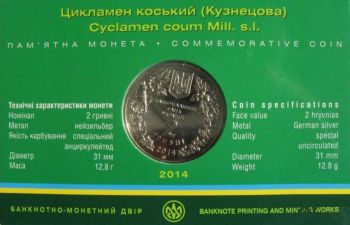 Цикламен коський (Кузнецова)
Cyclamen coum Mill. s.l.
ПАМ'ЯТНА МОНЕТА • COMMEMORATIVE COIN
Технічні характеристики монети
Номінал 2 гривні
Метал нейзильбер
Якість карбування спеціальний
анциркулейтед
Діаметр 31 мм
Маса 12.8 г
Coin specifications
Face value 2 hryvnias
Metal German silver
Quality special
uncirculated
Diameter 31 mm
Weight 12.8 g
2014
БАНКНОТНО-МОНЕТНИЙ ДВІР
BANKNOTE PRINTING AND MINTING WORKS